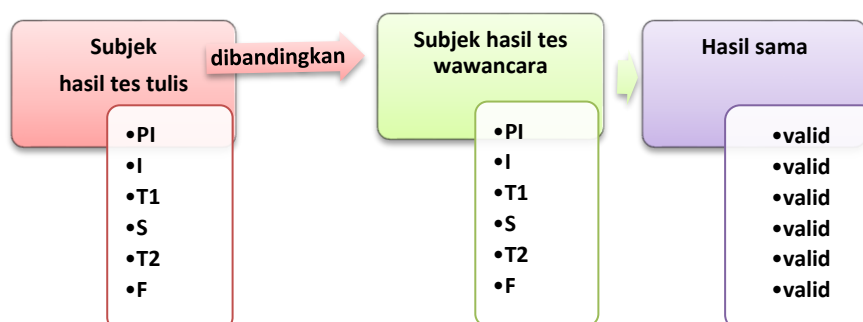 Subjek
hasil tes tulis
dibandingkan
Subjek hasil tes
wawancara
Hasil sama
•PI
•I
•T1
•S
•T2
•F
•PI
•I
•T1
•S
•T2
•F
•valid
•valid
•valid
•valid
•valid
•valid